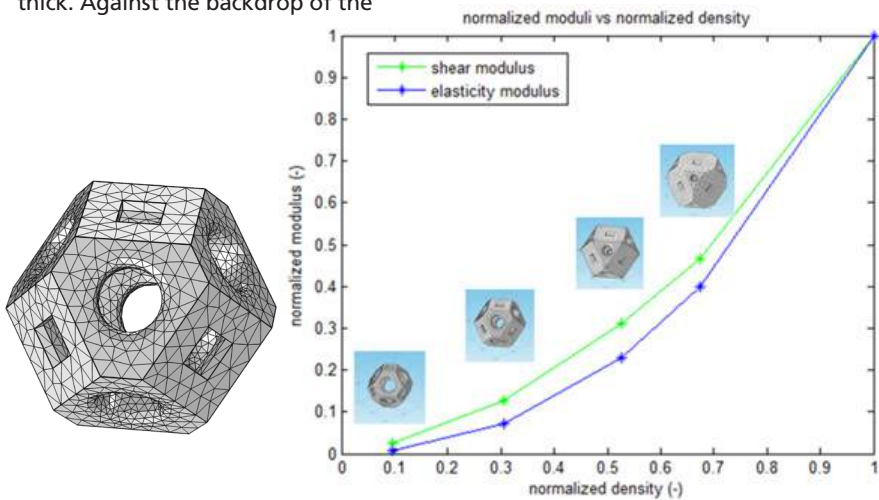 thick. Against the backdrop of the
normalized moduli vs normalized density
1
0.9
0.8
0.7
0.6
0.5
0.4
0.3
0.2
0.1
0
normalized modulus (-)
shear modulus
elasticity modulus
0 0.1 0.2 0.3 0.4 0.5 0.6 0.7 0.8 0.9 1
normalized density (-)